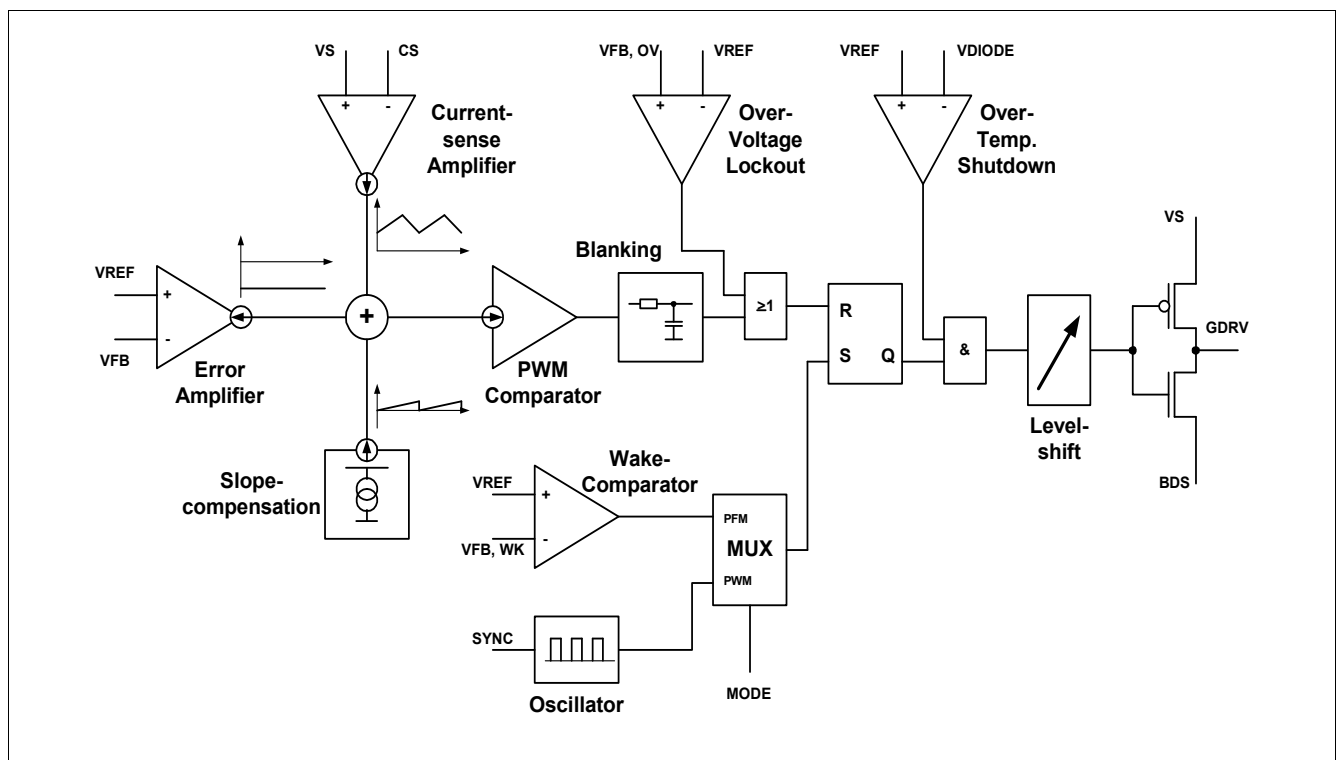 VS
CS
+
-
Current-
sense
Amplifier
VFB, OV
VREF
+
-
Over-
Voltage
Lockout
VREF
VDIODE
+
-
Over-
Temp.
Shutdown
VREF
+
-
VFB
Error
Amplifier
+
PWM
Comparator
Blanking
≥1
R
S
Q
&
Level-
shift
VS
GDRV
BDS
Slope-
compensation
Wake-
Comparator
VREF
+
-
VFB, WK
PFM
MUX
PWM
SYNC
Oscillator
MODE